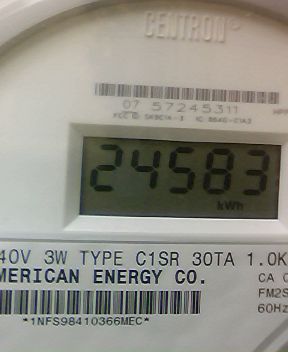 CENTRON®
07 57245311
24583
kWh
40V 3W TYPE C1SR 30TA 1.0K
MERICAN ENERGY CO.
CA 0
FM2S
60Hz
*1NFS98410366MEC*